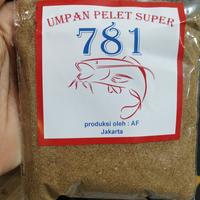 UMPAN PELET SUPER
781
produksi oleh : AF
Jakarta